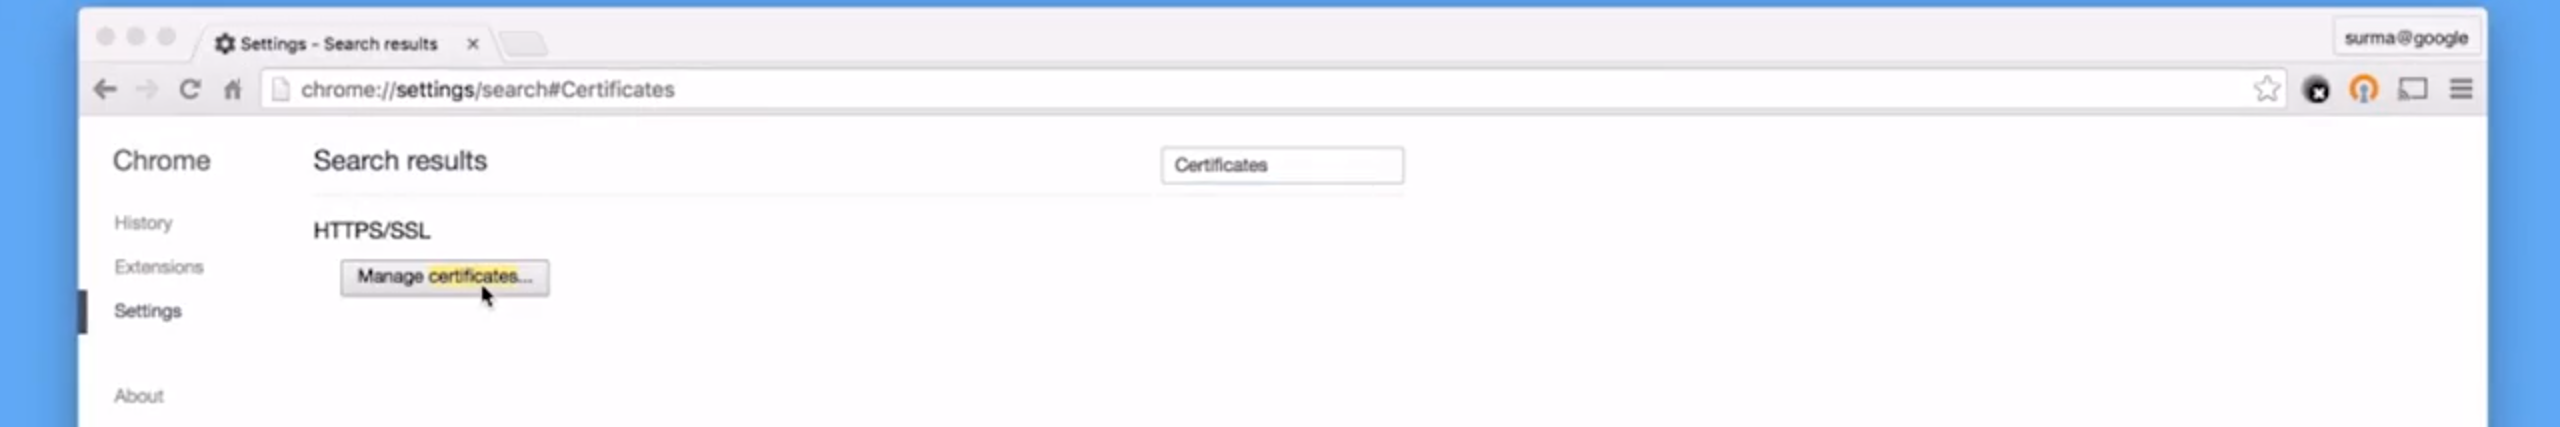 Settings - Search results
surma@google
chrome://settings/search#Certificates
Chrome
Search results
Certificates
History
HTTPS/SSL
Extensions
Manage certificates...
Settings
About